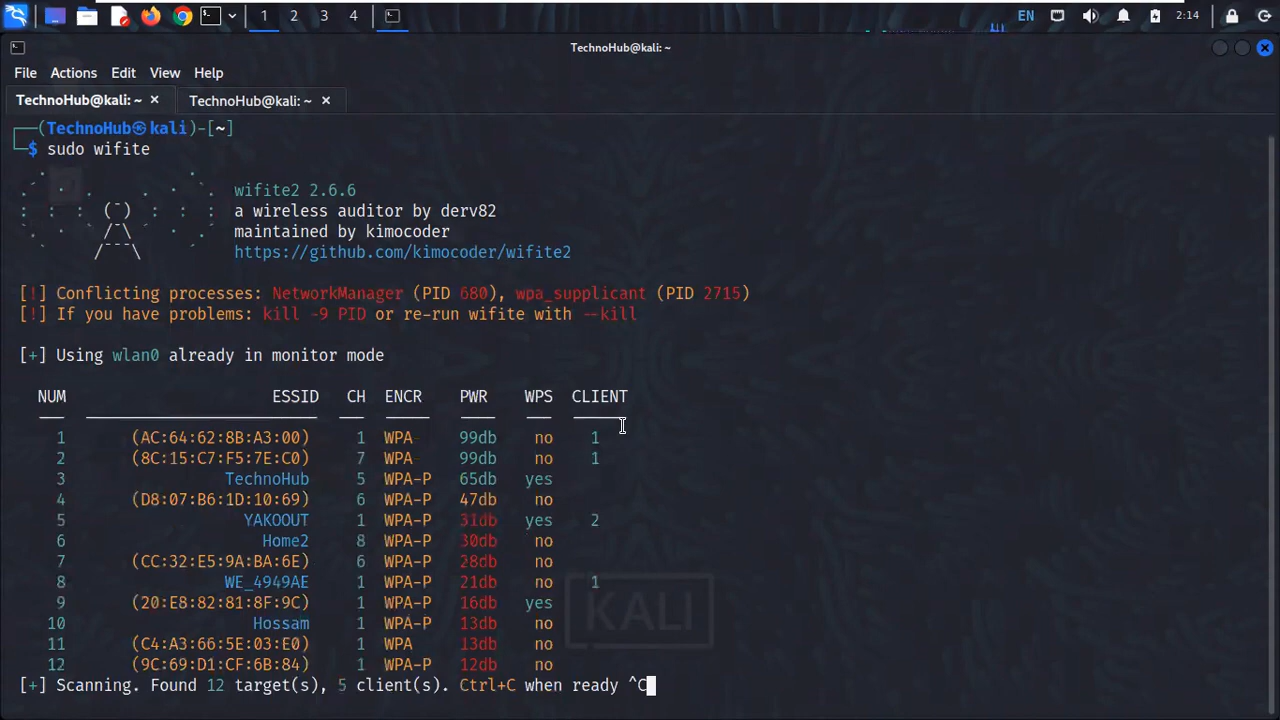 EN 2:14
1 2 3 4
TechnoHub@kali: ~
File Actions Edit View Help
TechnoHub@kali: ~ × TechnoHub@kali: ~ ×
┌──(TechnoHub㉿kali)-[~]
└─$ sudo wifite
wifite2 2.6.6
a wireless auditor by derv82
maintained by kimocoder
https://github.com/kimocoder/wifite2
[!] Conflicting processes: NetworkManager (PID 680), wpa_supplicant (PID 2715)
[!] If you have problems: kill -9 PID or re-run wifite with --kill
[+] Using wlan0 already in monitor mode
NUM ESSID CH ENCR PWR WPS CLIENT
1 (AC:64:62:8B:A3:00) 1 WPA 99db no 1
2 (8C:15:C7:F5:7E:C0) 7 WPA 99db no 1
3 TechnoHub 5 WPA-P 65db yes
4 (D8:07:B6:1D:10:69) 6 WPA-P 47db no
5 YAKOOUT 1 WPA-P 31db yes 2
6 Home2 8 WPA-P 30db no
7 (CC:32:E5:9A:BA:6E) 6 WPA-P 28db no
8 WE_4949AE 1 WPA-P 21db no 1
9 (20:E8:82:81:8F:9C) 1 WPA-P 16db yes
10 Hossam 1 WPA-P 13db no
11 (C4:A3:66:5E:03:E0) 1 WPA 13db no
12 (9C:69:D1:CF:6B:84) 1 WPA-P 12db no
[+] Scanning. Found 12 target(s), 5 client(s). Ctrl+C when ready ^C
KALI